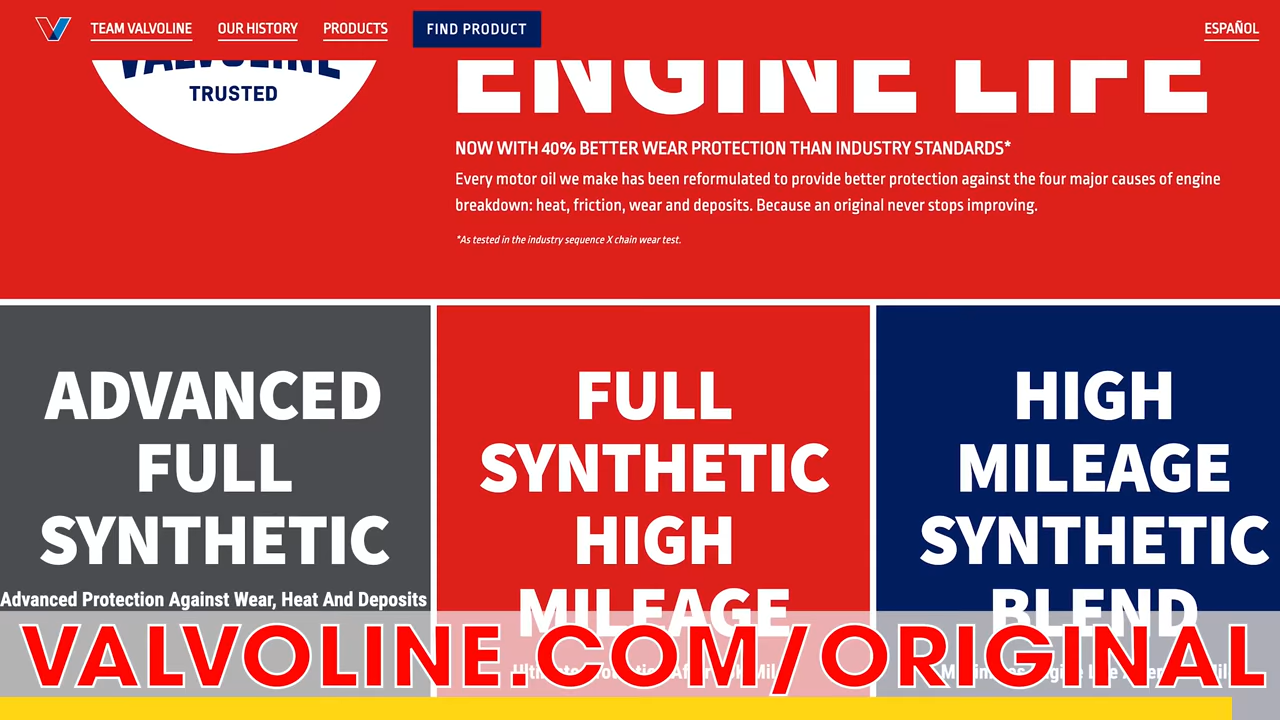 TEAM VALVOLINE
OUR HISTORY
PRODUCTS
FIND PRODUCT
ESPAÑOL
VALVOLINE
TRUSTED
ENGINE LIFE
NOW WITH 40% BETTER WEAR PROTECTION THAN INDUSTRY STANDARDS*
Every motor oil we make has been reformulated to provide better protection against the four major causes of engine
breakdown: heat, friction, wear and deposits. Because an original never stops improving.
*As tested in the industry sequence X chain wear test.
ADVANCED
FULL
SYNTHETIC
Advanced Protection Against Wear, Heat And Deposits
FULL
SYNTHETIC
HIGH
MILEAGE
HIGH
MILEAGE
SYNTHETIC
BLEND
VALVOLINE.COM/ORIGINAL